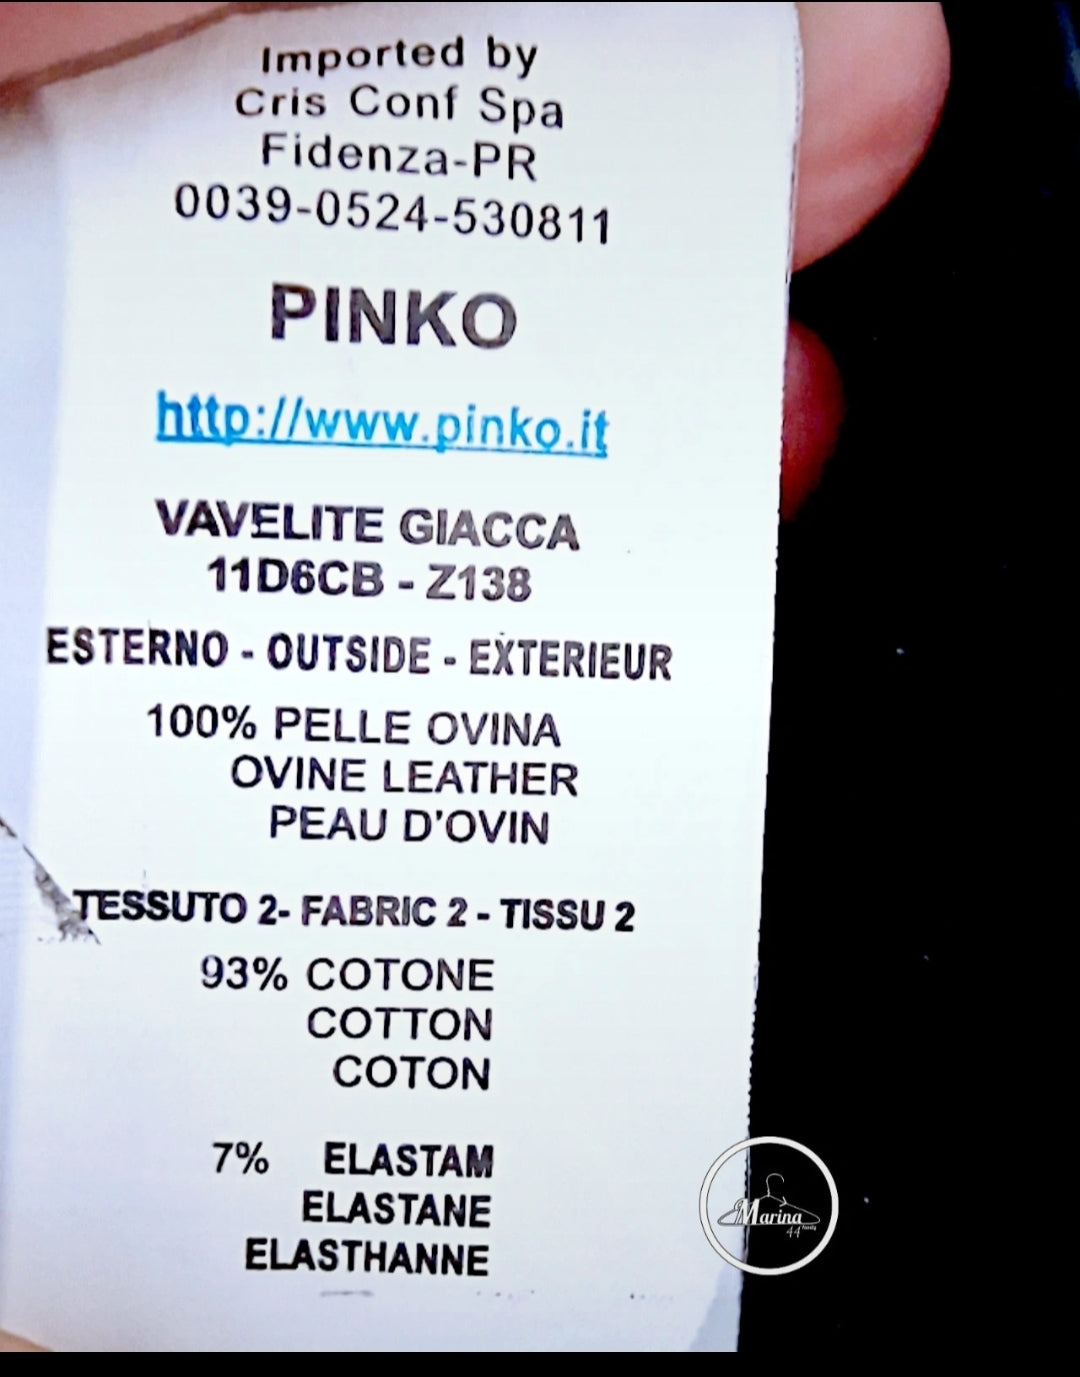 Imported by
Cris Conf Spa
Fidenza-PR
0039-0524-530811
PINKO
http://www.pinko.it
VAVELITE GIACCA
11D6CB - Z138
ESTERNO - OUTSIDE - EXTERIEUR
100% PELLE OVINA
OVINE LEATHER
PEAU D'OVIN
TESSUTO 2- FABRIC 2 - TISSU 2
93% COTONE
COTTON
COTON
7% ELASTAM
ELASTANE
ELASTHANNE
Marina
44